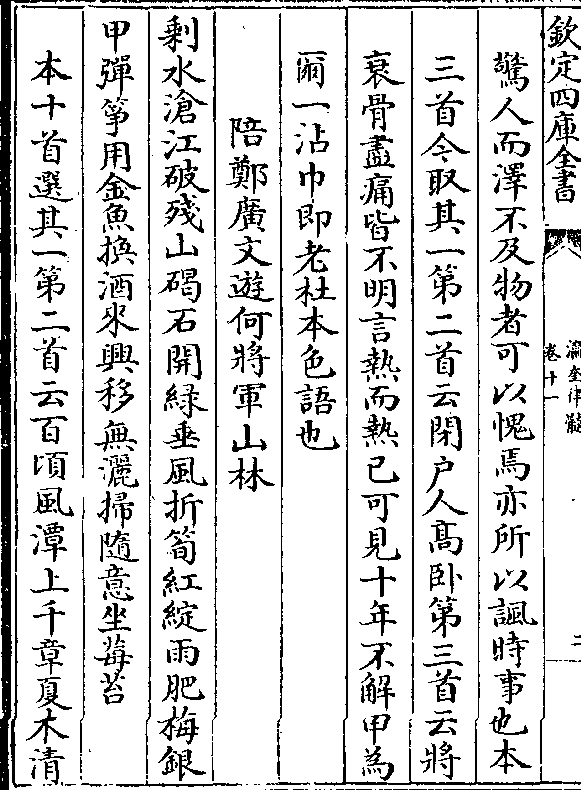 欽定四庫全書
瀛奎律髓
卷十一
二
驚人而澤不及物者可以愧焉亦所以諷時事也本
三首今取其一第二首云閉户人髙卧第三首云將
衰骨盡痛皆不明言熱而熱已可見十年不解甲為
爾一沾巾即老杜本色語也
陪鄭廣文遊何將軍山林
剩水滄江破殘山碣石開緑垂風折筍紅綻雨肥梅銀
甲彈筝用金魚換酒來興移無灑掃隨意坐莓苔
本十首選其一第二首云百頃風潭上千章夏木清